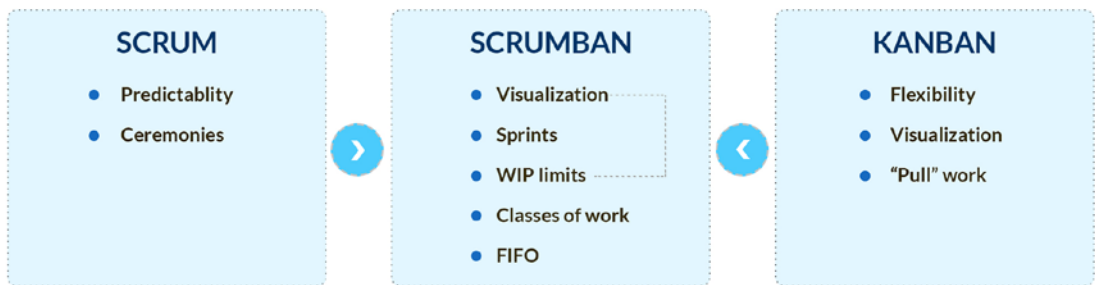 SCRUM
Predictablity
Ceremonies
SCRUMBAN
Visualization
Sprints
WIP limits
Classes of work
FIFO
KANBAN
Flexibility
Visualization
“Pull” work